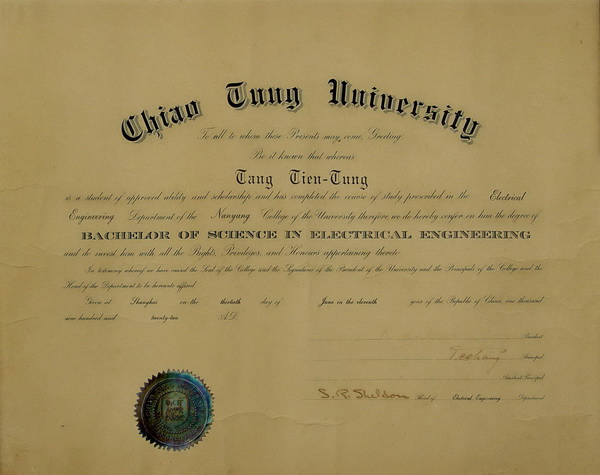 Chiao Tung University
To all to whom these Presents may come, Greeting
Be it known that whereas
Tang Tien-Tung
is a student of approved ability and scholarship and has completed the course of study prescribed in the Electrical
Engineering Department of the Nanyang College of the University therefore we do hereby confer on him the degree of
BACHELOR OF SCIENCE IN ELECTRICAL ENGINEERING
and do invest him with all the Rights, Privileges, and Honours appertaining thereto
In testimony whereof we have caused the Seal of the College and the Signatures of the President of the University and the Principals of the College and the
Head of the Department to be hereunto affixed
Given at Shanghai on the thirtieth day of June in the eleventh year of the Republic of China, one thousand
nine hundred and twenty-two A.D.
President
Principal
Assistant Principal
S. R. Sheldon Head of Electrical Engineering Department